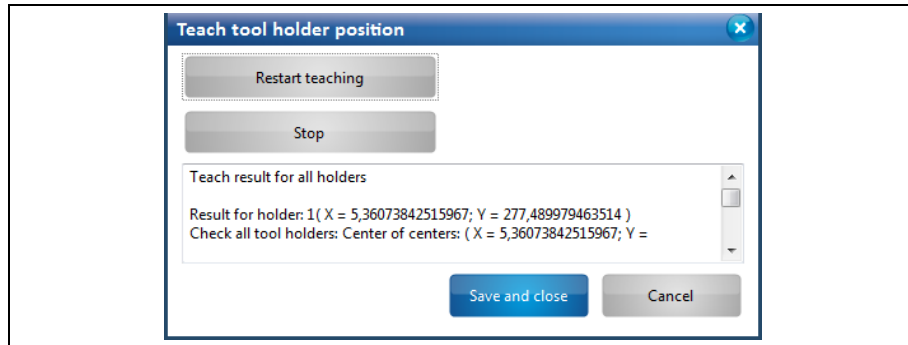 Teach tool holder position
Restart teaching
Stop
Teach result for all holders
Result for holder: 1( X = 5,36073842515967; Y = 277,489979463514 )
Check all tool holders: Center of centers: ( X = 5,36073842515967; Y =
Save and close
Cancel